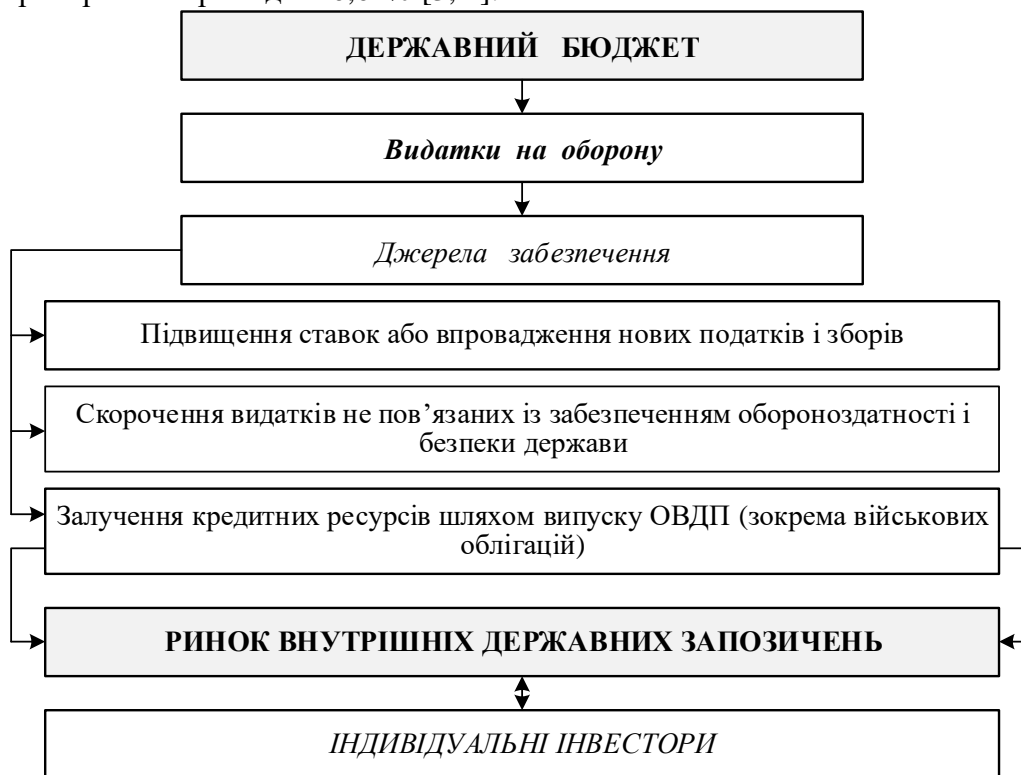 ДЕРЖАВНИЙ БЮДЖЕТ
Видатки на оборону
Джерела забезпечення
Підвищення ставок або впровадження нових податків і зборів
Скорочення видатків не пов’язаних із забезпеченням обороноздатності і
безпеки держави
Залучення кредитних ресурсів шляхом випуску ОВДП (зокрема військових
облігацій)
РИНОК ВНУТРІШНІХ ДЕРЖАВНИХ ЗАПОЗИЧЕНЬ
ІНДИВІДУАЛЬНІ ІНВЕСТОРИ